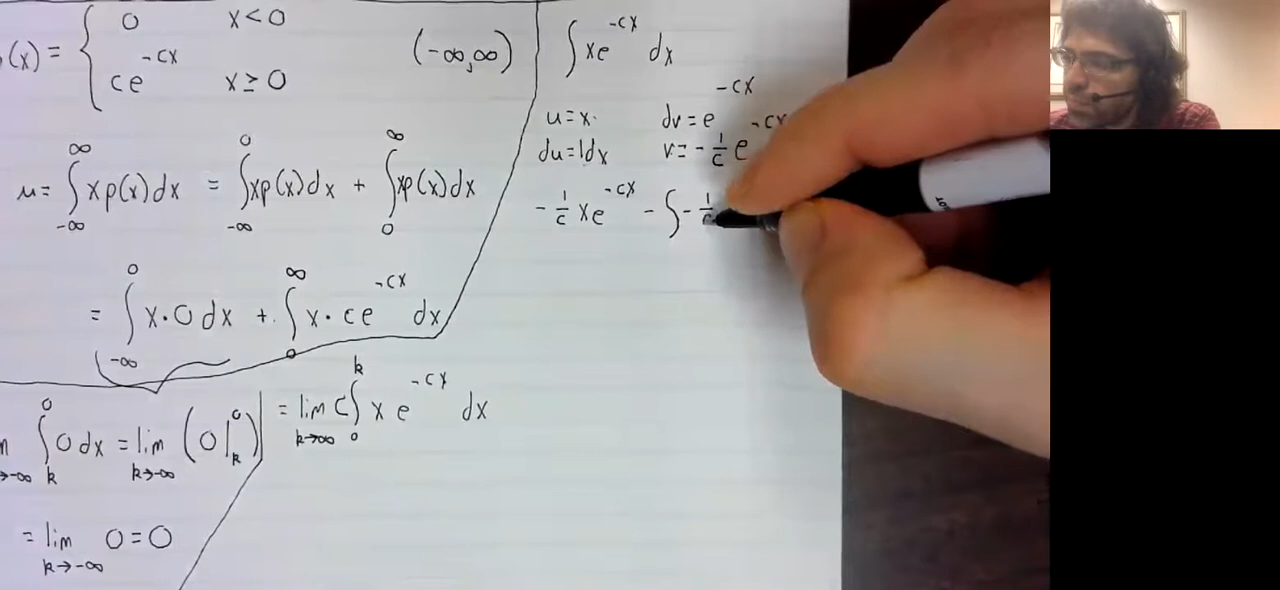 (x) = { 0 x < 0
ce^{-cx} x ≥ 0
(-∞,∞)
μ = ∫_{-∞}^{∞} xp(x)dx = ∫_{-∞}^{0} xp(x)dx + ∫_{0}^{∞} xp(x)dx
= ∫_{-∞}^{0} x·0 dx + ∫_{0}^{∞} x·ce^{-cx} dx
∫_{k}^{0} 0 dx = lim_{k→-∞} (0|_{k}^{0})
= lim_{k→-∞} 0 = 0
= lim_{k→∞} c∫_{0}^{k} x e^{-cx} dx
∫ xe^{-cx} dx
u = x dv = e^{-cx}
du = 1dx v = -1/c e^{-cx}
-1/c xe^{-cx} - ∫ -1/c